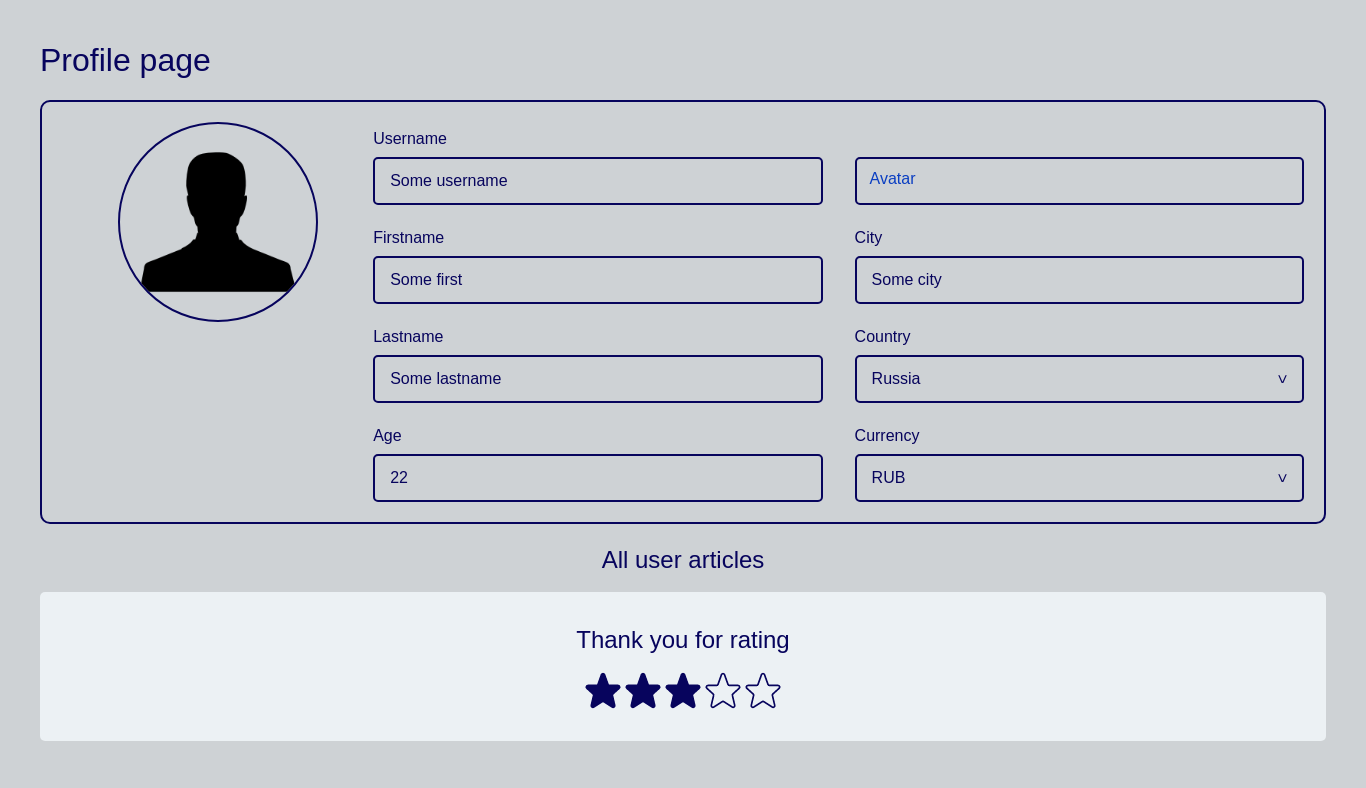 Profile page
Username
Some username
Avatar
Firstname
Some first
City
Some city
Lastname
Some lastname
Country
Russia
Age
22
Currency
RUB
All user articles
Thank you for rating